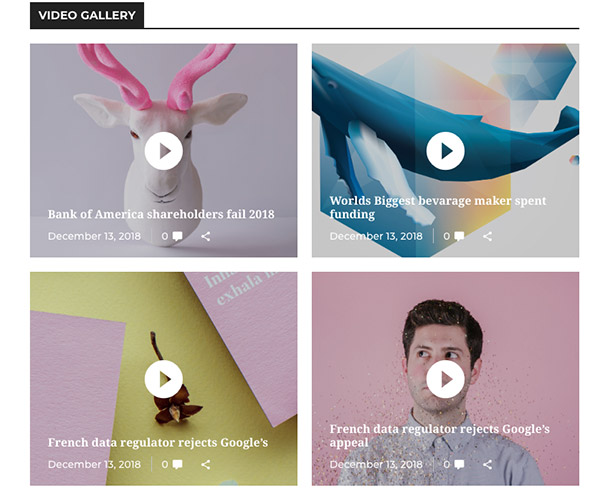 VIDEO GALLERY
Bank of America shareholders fail 2018
December 13, 2018 0
Worlds Biggest bevarage maker spent
funding
December 13, 2018 0
exhala
French data regulator rejects Google's
December 13, 2018 0
French data regulator rejects Google's
appeal
December 13, 2018 0